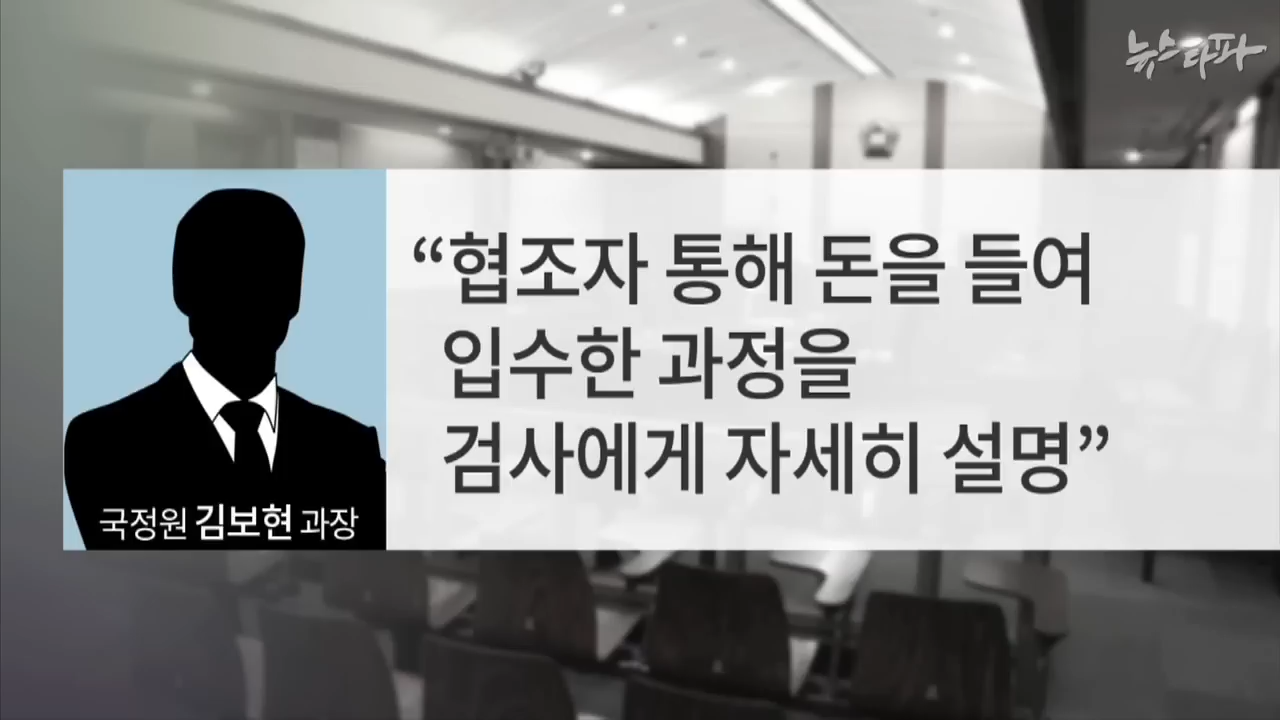 뉴스타파
“협조자 통해 돈을 들여
입수한 과정을
검사에게 자세히 설명”
국정원 김보현 과장